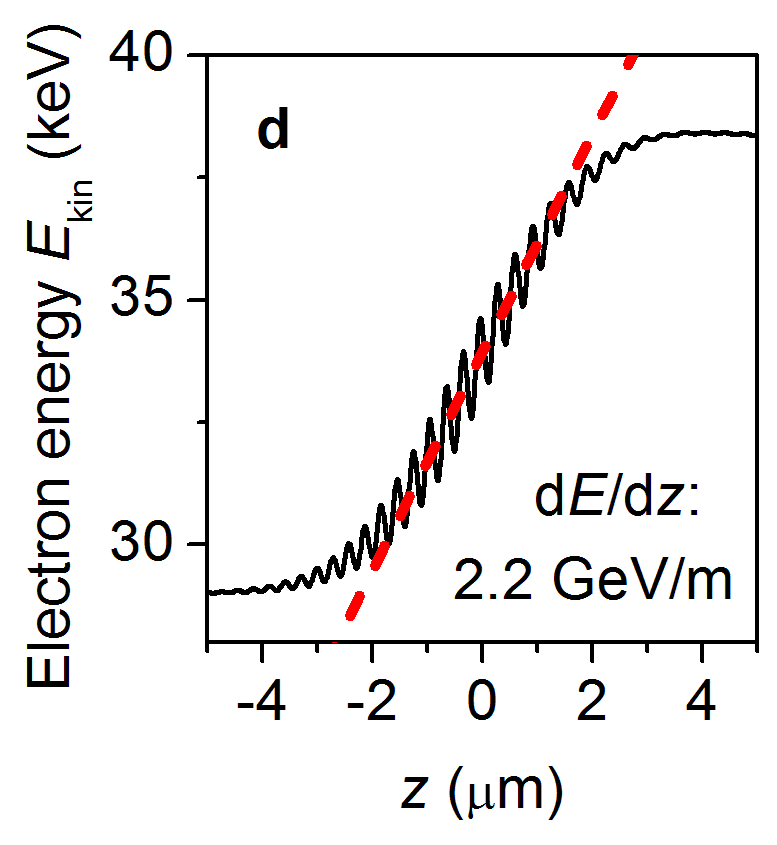 Electron energy E_kin (keV)
40
35
30
d
dE/dz:
2.2 GeV/m
-4 -2 0 2 4
z (μm)